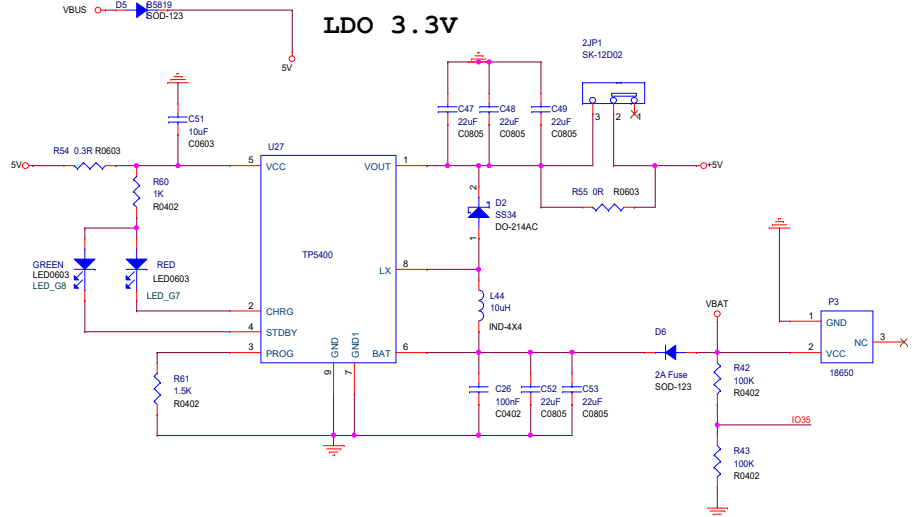 VBUS
D5
B5819
SOD-123
LDO 3.3V
5V
2JP1
SK-12D02
3
2
1
C51
10uF
C0603
C47
22uF
C0805
C48
22uF
C0805
C49
22uF
C0805
5V
R54 0.3R R0603
U27
5
VCC
VOUT
1
+5V
R60
1K
R0402
2
D2
SS34
DO-214AC
1
R55 0R R0603
GREEN
LED0603
LED_G8
RED
LED0603
LED_G7
TP5400
LX
8
L44
10uH
IND-4X4
2
CHRG
4
STDBY
3
PROG
GND
GND1
BAT
6
9
7
VBAT
D6
2A Fuse
SOD-123
P3
1
GND
NC
3
2
VCC
18650
R61
1.5K
R0402
C26
100nF
C0402
C52
22uF
C0805
C53
22uF
C0805
R42
100K
R0402
IO35
R43
100K
R0402